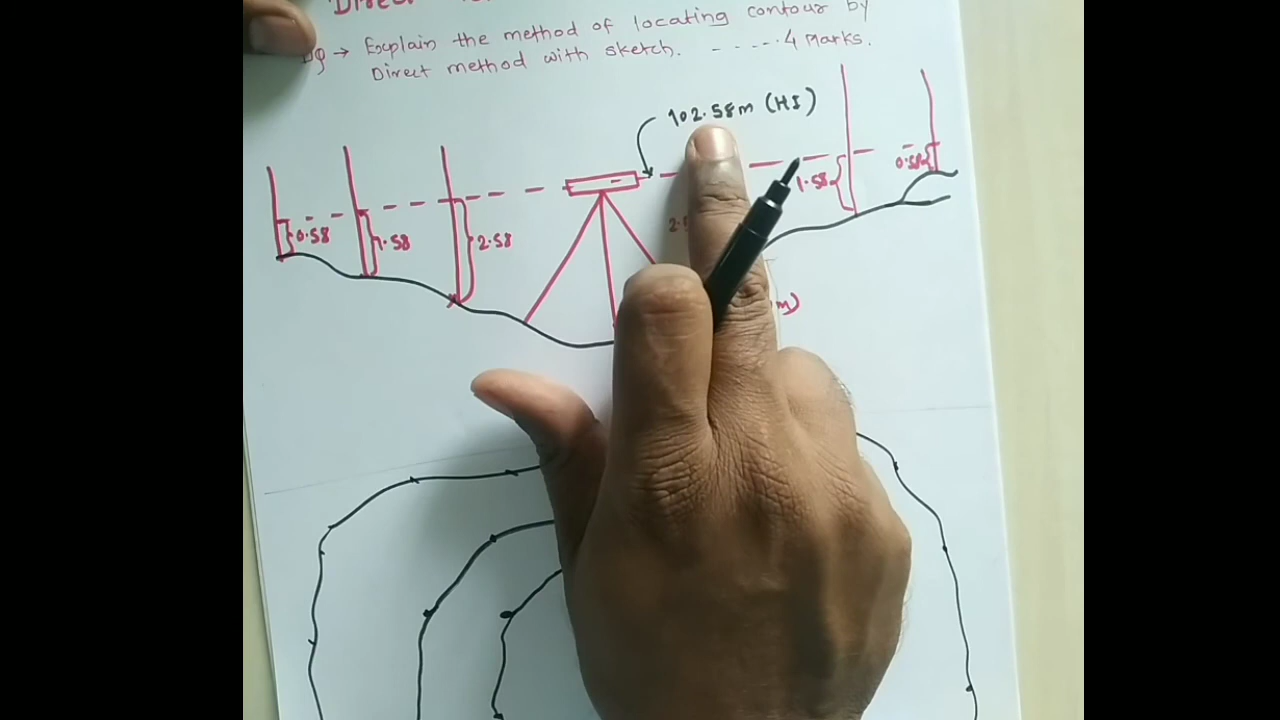 Direct
→ Explain the method of locating contour by
Direct method with sketch. ----- 4 Marks.
102.58m (HI)
0.58
1.58
2.58
1.58
0.58
m)